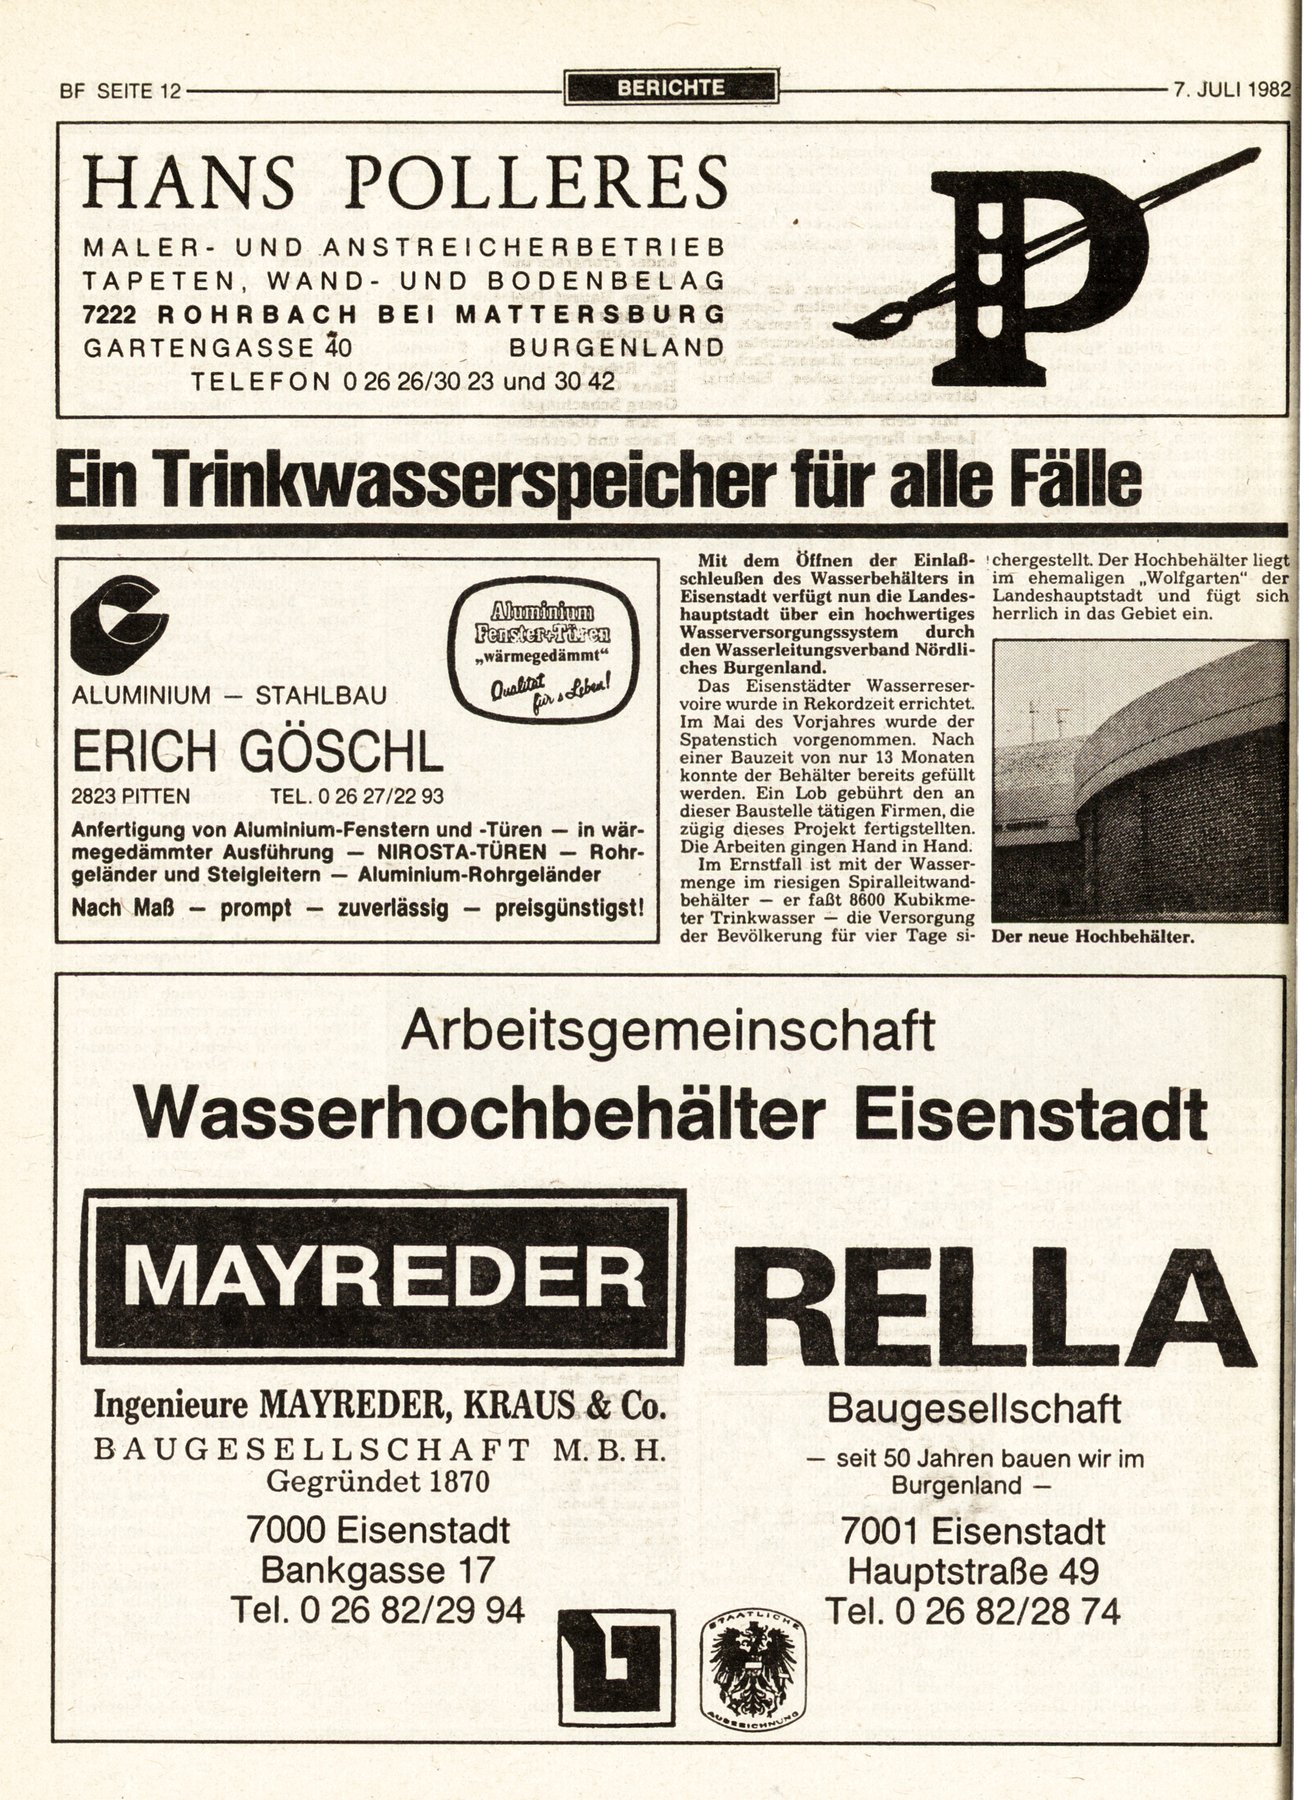 BF SEITE 12
BERICHTE
7. JULI 1982
HANS POLLERES
MALER- UND ANSTREICHERBETRIEB
TAPETEN, WAND- UND BODENBELAG
7222 ROHRBACH BEI MATTERSBURG
GARTENGASSE 40 BURGENLAND
TELEFON 0 26 26/30 23 und 30 42
P
Ein Trinkwasserspeicher für alle Fälle
Aluminium
Fenster+Türen
„wärmegedämmt“
Qualität
für s Leben!
ALUMINIUM — STAHLBAU
ERICH GÖSCHL
2823 PITTEN TEL. 0 26 27/22 93
Anfertigung von Aluminium-Fenstern und -Türen — in wär-
megedämmter Ausführung — NIROSTA-TÜREN — Rohr-
geländer und Steigleitern — Aluminium-Rohrgeländer
Nach Maß — prompt — zuverlässig — preisgünstigst!
Mit dem Öffnen der Einlaß-
schleußen des Wasserbehälters in
Eisenstadt verfügt nun die Landes-
hauptstadt über ein hochwertiges
Wasserversorgungssystem durch
den Wasserleitungsverband Nördli-
ches Burgenland.
Das Eisenstädter Wasserreser-
voire wurde in Rekordzeit errichtet.
Im Mai des Vorjahres wurde der
Spatenstich vorgenommen. Nach
einer Bauzeit von nur 13 Monaten
konnte der Behälter bereits gefüllt
werden. Ein Lob gebührt den an
dieser Baustelle tätigen Firmen, die
zügig dieses Projekt fertigstellten.
Die Arbeiten gingen Hand in Hand.
Im Ernstfall ist mit der Wasser-
menge im riesigen Spiralleitwand-
behälter — er faßt 8600 Kubikme-
ter Trinkwasser — die Versorgung
der Bevölkerung für vier Tage si-
chergestellt. Der Hochbehälter liegt
im ehemaligen „Wolfgarten“ der
Landeshauptstadt und fügt sich
herrlich in das Gebiet ein.
Der neue Hochbehälter.
Arbeitsgemeinschaft
Wasserhochbehälter Eisenstadt
MAYREDER
Ingenieure MAYREDER, KRAUS & Co.
BAUGESELLSCHAFT M. B. H.
Gegründet 1870
7000 Eisenstadt
Bankgasse 17
Tel. 0 26 82/29 94
RELLA
Baugesellschaft
— seit 50 Jahren bauen wir im
Burgenland —
7001 Eisenstadt
Hauptstraße 49
Tel. 0 26 82/28 74
STAATLICHE
AUSZEICHNUNG